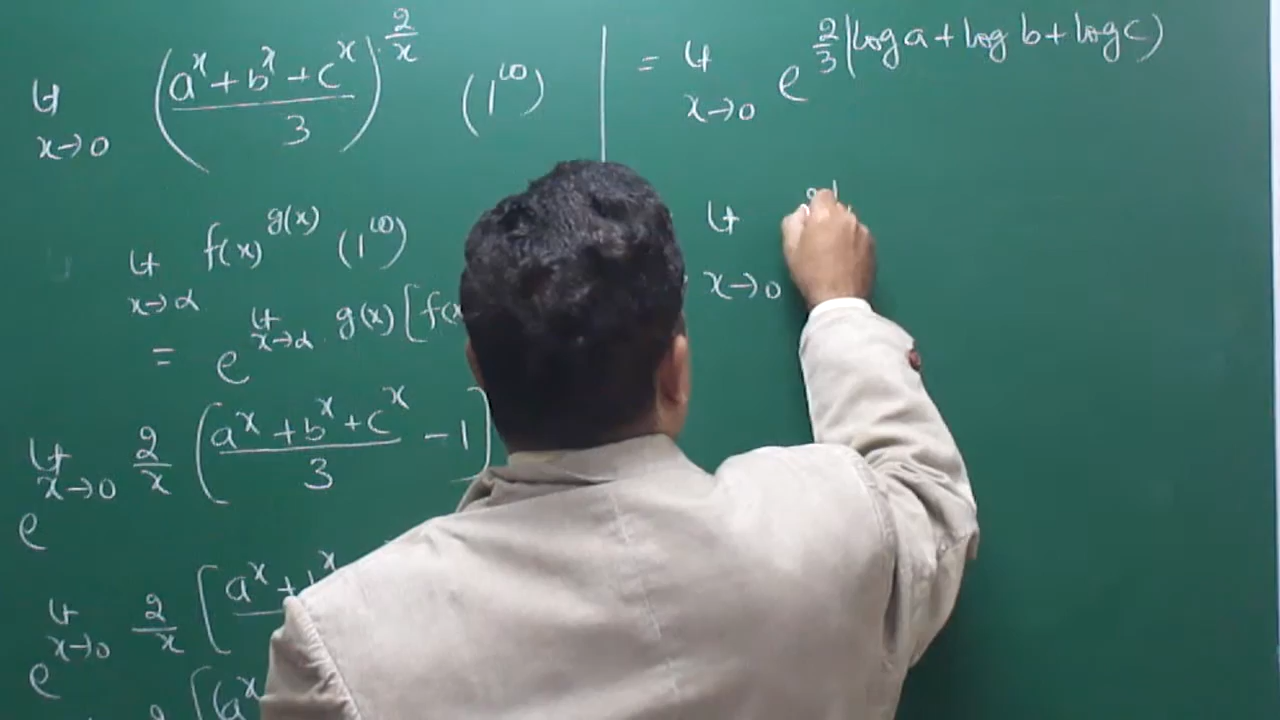 Lt x→0 (a^x + b^x + c^x / 3)^(2/x) (1^∞)
Lt x→α f(x)^g(x) (1^∞)
= e^(Lt x→α · g(x) [f(x
e^(Lt x→0 2/x (a^x + b^x + c^x / 3 − 1)
e^(Lt x→0 2/x [a^x +
[(a^x
= Lt x→0 e^(2/3 (log a + log b + log c))
Lt x→0